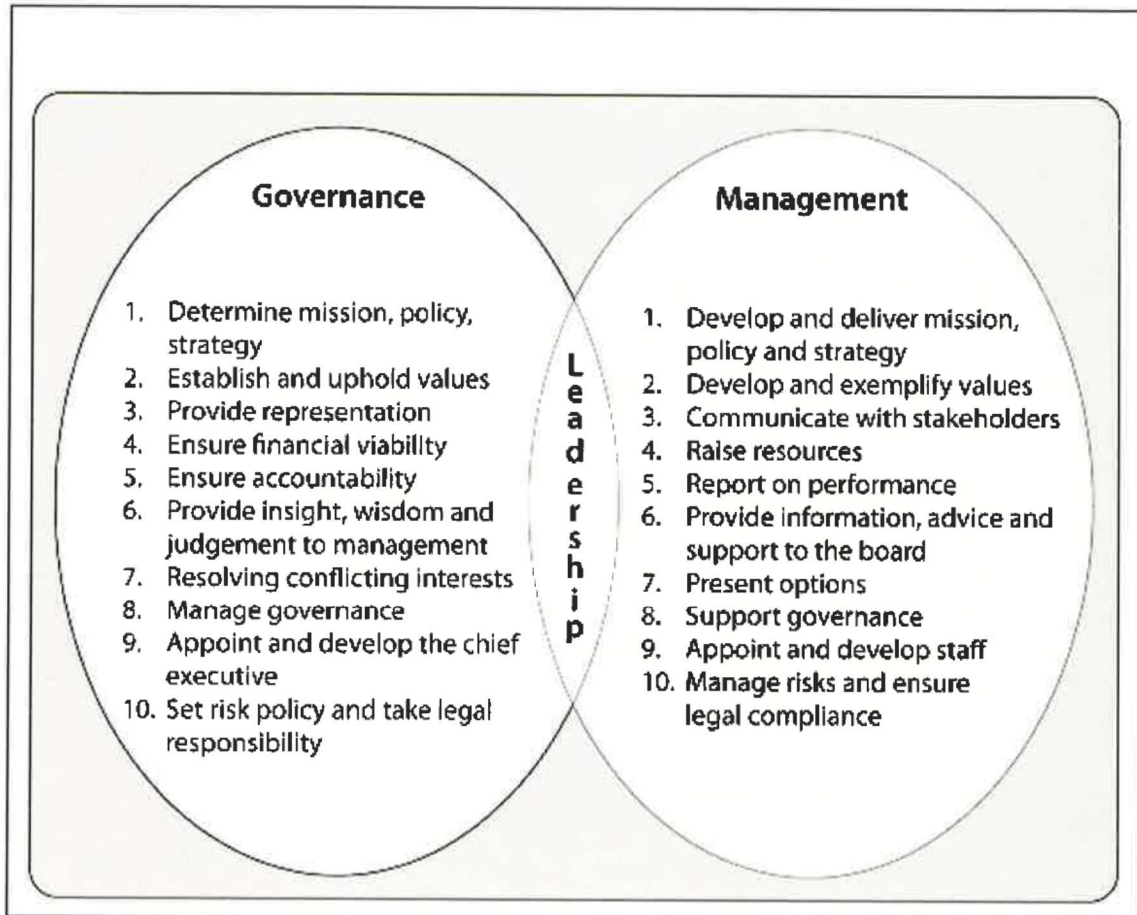 Governance
1. Determine mission, policy,
strategy
2. Establish and uphold values
3. Provide representation
4. Ensure financial viability
5. Ensure accountability
6. Provide insight, wisdom and
judgement to management
7. Resolving conflicting interests
8. Manage governance
9. Appoint and develop the chief
executive
10. Set risk policy and take legal
responsibility
Leadership
Management
1. Develop and deliver mission,
policy and strategy
2. Develop and exemplify values
3. Communicate with stakeholders
4. Raise resources
5. Report on performance
6. Provide information, advice and
support to the board
7. Present options
8. Support governance
9. Appoint and develop staff
10. Manage risks and ensure
legal compliance